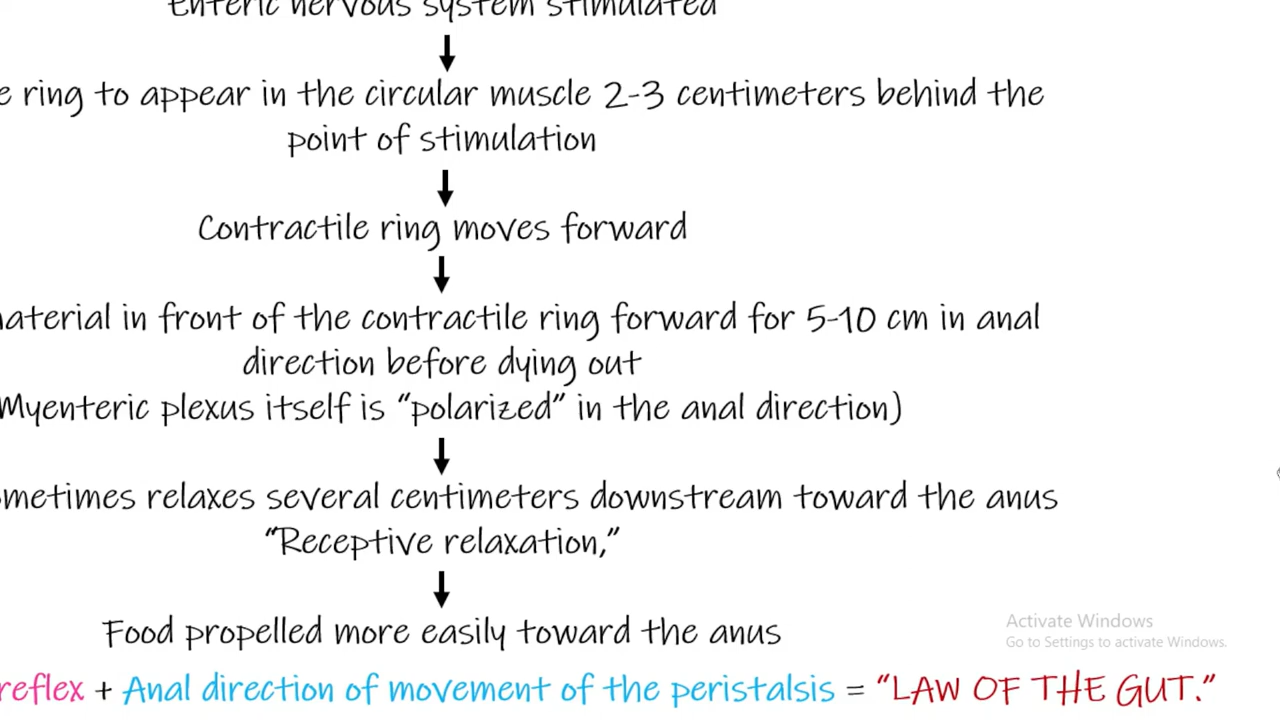 Enteric nervous system stimulated
e ring to appear in the circular muscle 2-3 centimeters behind the
point of stimulation
Contractile ring moves forward
material in front of the contractile ring forward for 5-10 cm in anal
direction before dying out
Myenteric plexus itself is “polarized” in the anal direction)
ometimes relaxes several centimeters downstream toward the anus
“Receptive relaxation,”
Food propelled more easily toward the anus
Activate Windows
Go to Settings to activate Windows.
reflex + Anal direction of movement of the peristalsis = “LAW OF THE GUT.”